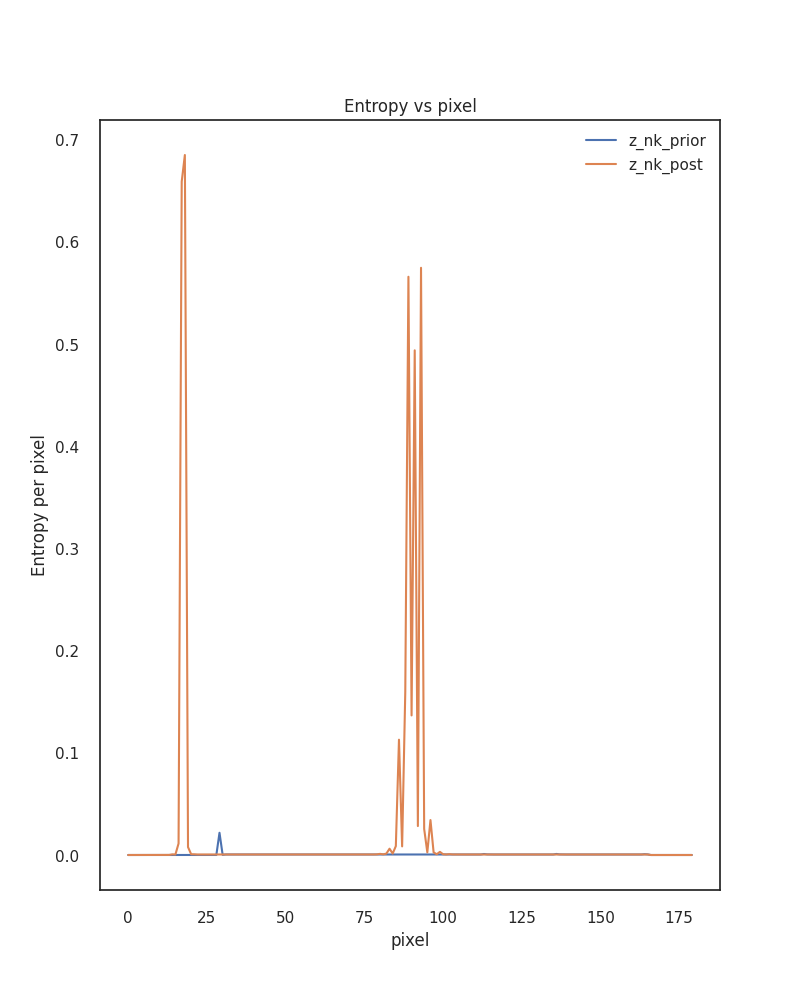 Entropy vs pixel
z_nk_prior
z_nk_post
Entropy per pixel
0.7
0.6
0.5
0.4
0.3
0.2
0.1
0.0
0 25 50 75 100 125 150 175
pixel